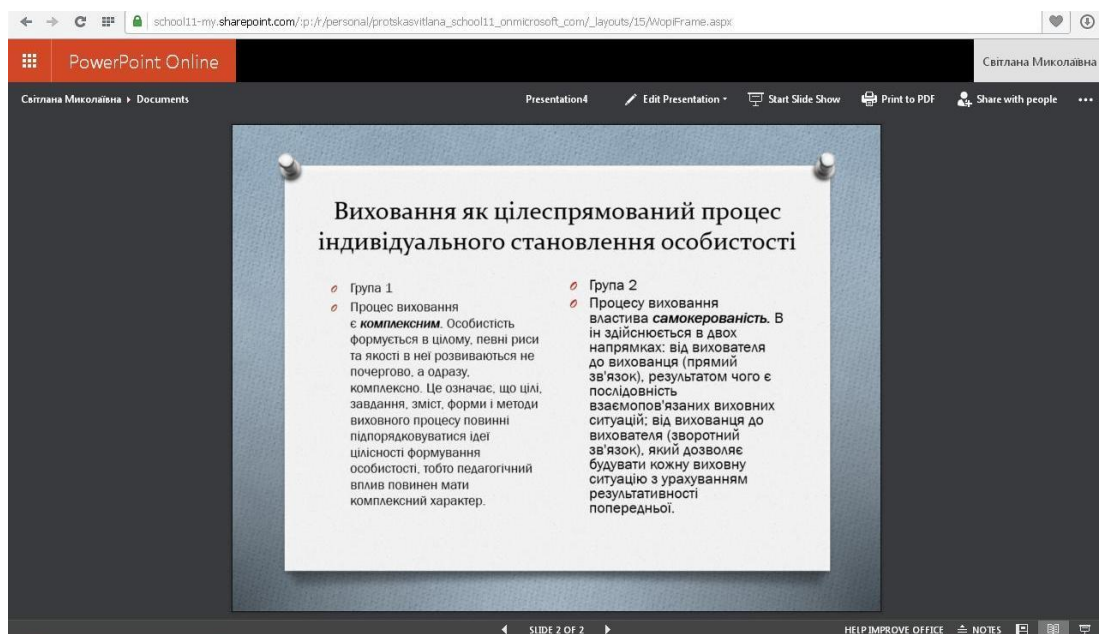 school11-my.sharepoint.com/:p:/r/personal/protskasvitlana_school11_onmicrosoft_com/_layouts/15/WopiFrame.aspx
PowerPoint Online
Світлана Миколаївна
Світлана Миколаївна ▸ Documents
Presentation4
Edit Presentation
Start Slide Show
Print to PDF
Share with people
Виховання як цілеспрямований процес
індивідуального становлення особистості
Група 1
Процес виховання
є комплексним. Особистість
формується в цілому, певні риси
та якості в неї розвиваються не
почергово, а одразу,
комплексно. Це означає, що цілі,
завдання, зміст, форми і методи
виховного процесу повинні
підпорядковуватися ідеї
цілісності формування
особистості, тобто педагогічний
вплив повинен мати
комплексний характер.
Група 2
Процесу виховання
властива самокерованість. В
ін здійснюється в двох
напрямках: від вихователя
до вихованця (прямий
зв'язок), результатом чого є
послідовність
взаємопов'язаних виховних
ситуацій; від вихованця до
вихователя (зворотний
зв'язок), який дозволяє
будувати кожну виховну
ситуацію з урахуванням
результативності
попередньої.
SLIDE 2 OF 2
HELP IMPROVE OFFICE
NOTES